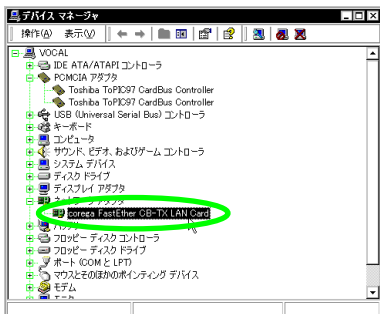 デバイス マネージャ
操作(A) 表示(V)
VOCAL
IDE ATA/ATAPI コントローラ
PCMCIA アダプタ
Toshiba ToPIC97 CardBus Controller
Toshiba ToPIC97 CardBus Controller
USB (Universal Serial Bus) コントローラ
キーボード
コンピュータ
サウンド、ビデオ、およびゲーム コントローラ
システム デバイス
ディスク ドライブ
ディスプレイ アダプタ
ネットワーク アダプタ
corega FastEther CB-TX LAN Card
フロッピー ディスク コントローラ
フロッピー ディスク ドライブ
ポート (COM と LPT)
マウスとそのほかのポインティング デバイス
モデム
モニタ